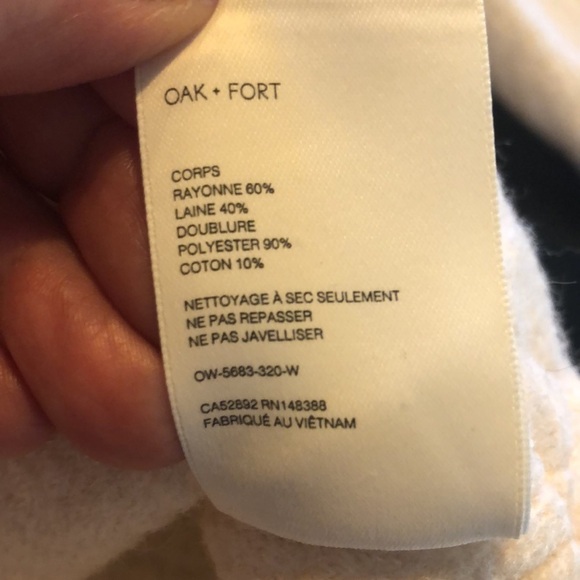 OAK + FORT
CORPS
RAYONNE 60%
LAINE 40%
DOUBLURE
POLYESTER 90%
COTON 10%
NETTOYAGE À SEC SEULEMENT
NE PAS REPASSER
NE PAS JAVELLISER
OW-5683-320-W
CA52892 RN148388
FABRIQUÉ AU VIÊTNAM